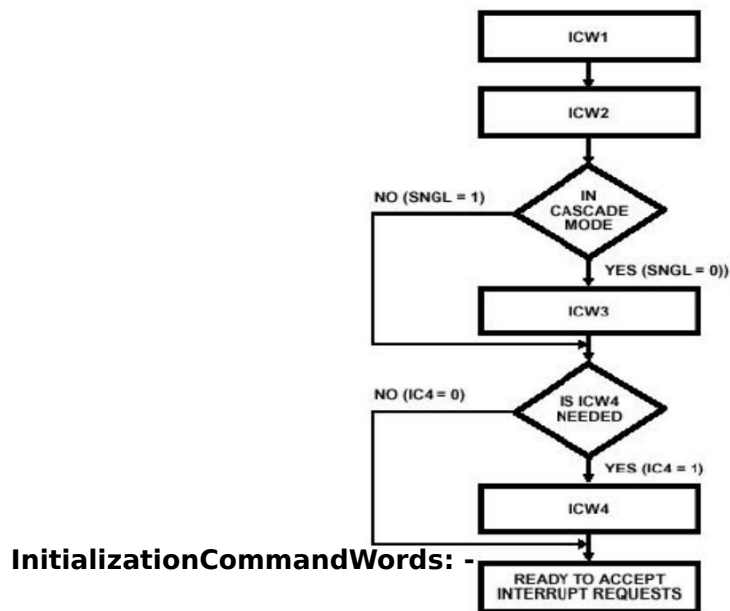 ICW1
ICW2
IN
CASCADE
MODE
NO (SNGL = 1)
YES (SNGL = 0))
ICW3
IS ICW4
NEEDED
NO (IC4 = 0)
YES (IC4 = 1)
ICW4
InitializationCommandWords: -
READY TO ACCEPT
INTERRUPT REQUESTS